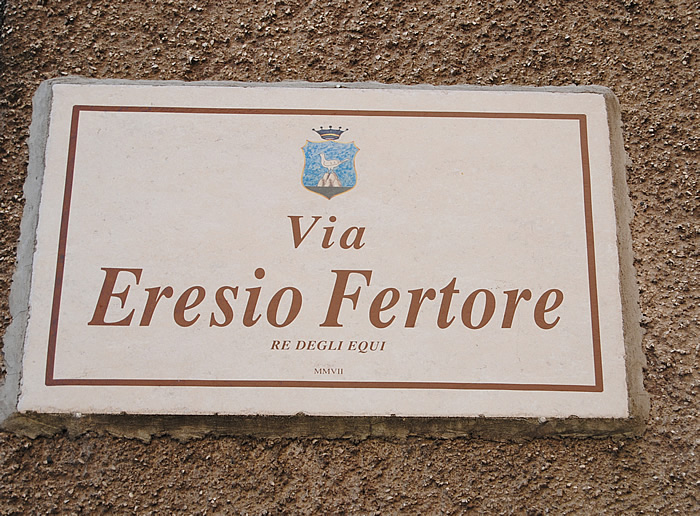 Via
Eresio Fertore
RE DEGLI EQUI
MMVII